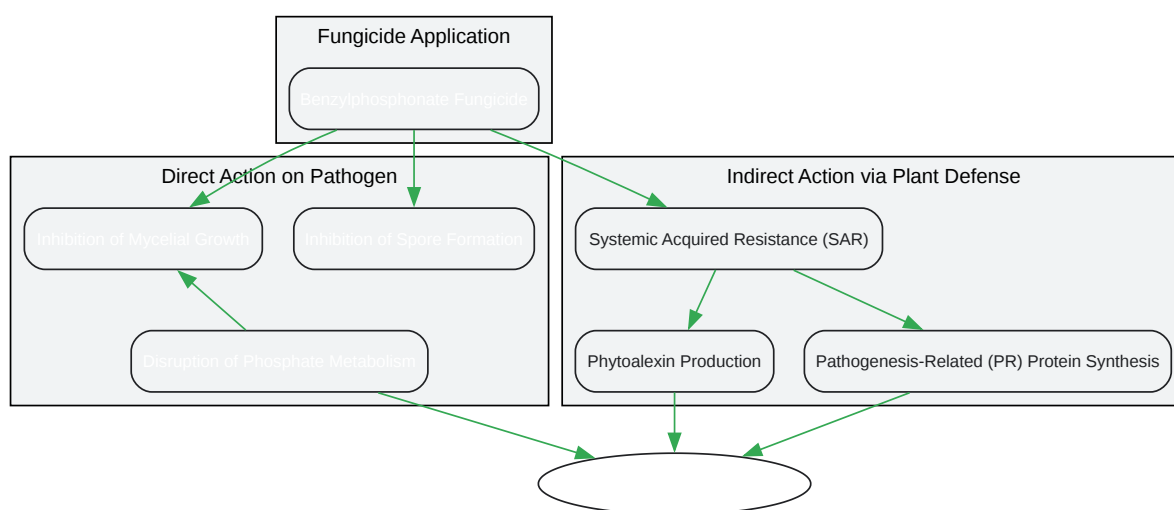 Fungicide Application
Benzylphosphonate Fungicide
Direct Action on Pathogen
Indirect Action via Plant Defense
Inhibition of Mycelial Growth
Inhibition of Spore Formation
Systemic Acquired Resistance (SAR)
Disruption of Phosphate Metabolism
Phytoalexin Production
Pathogenesis-Related (PR) Protein Synthesis